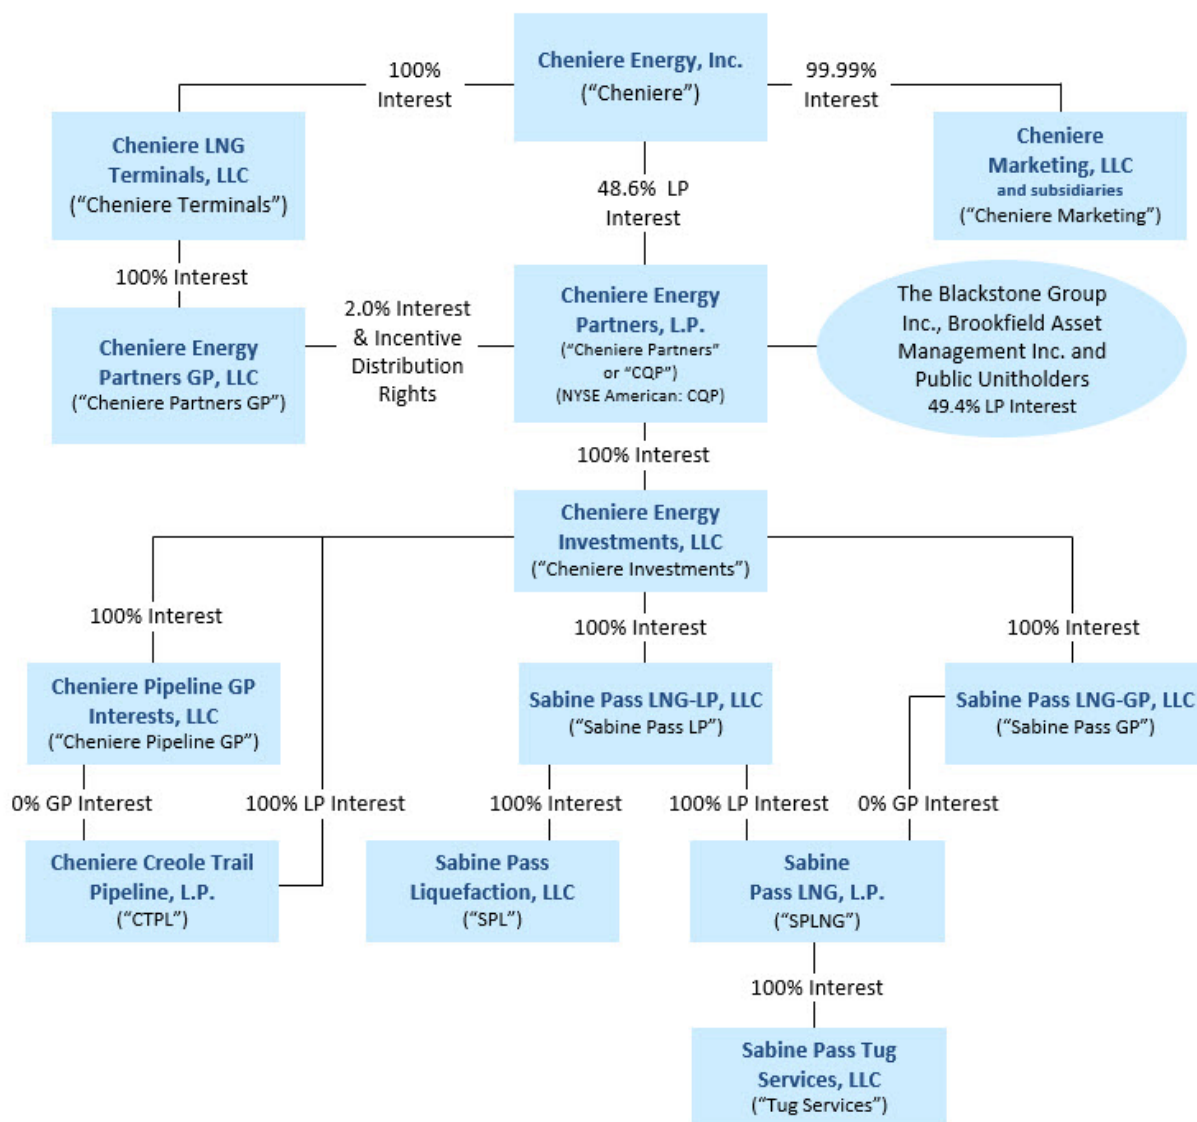 Cheniere Energy, Inc.
(“Cheniere”)
100%
Interest
99.99%
Interest
Cheniere LNG
Terminals, LLC
(“Cheniere Terminals”)
Cheniere
Marketing, LLC
and subsidiaries
(“Cheniere Marketing”)
48.6% LP
Interest
100% Interest
Cheniere Energy
Partners GP, LLC
(“Cheniere Partners GP”)
2.0% Interest
& Incentive
Distribution
Rights
Cheniere Energy
Partners, L.P.
(“Cheniere Partners”
or “CQP”)
(NYSE American: CQP)
The Blackstone Group
Inc., Brookfield Asset
Management Inc. and
Public Unitholders
49.4% LP Interest
100% Interest
Cheniere Energy
Investments, LLC
(“Cheniere Investments”)
100% Interest
100% Interest
100% Interest
Cheniere Pipeline GP
Interests, LLC
(“Cheniere Pipeline GP”)
Sabine Pass LNG-LP, LLC
(“Sabine Pass LP”)
Sabine Pass LNG-GP, LLC
(“Sabine Pass GP”)
0% GP Interest
100% LP Interest
100% Interest
100% LP Interest
0% GP Interest
Cheniere Creole Trail
Pipeline, L.P.
(“CTPL”)
Sabine Pass
Liquefaction, LLC
(“SPL”)
Sabine
Pass LNG, L.P.
(“SPLNG”)
100% Interest
Sabine Pass Tug
Services, LLC
(“Tug Services”)